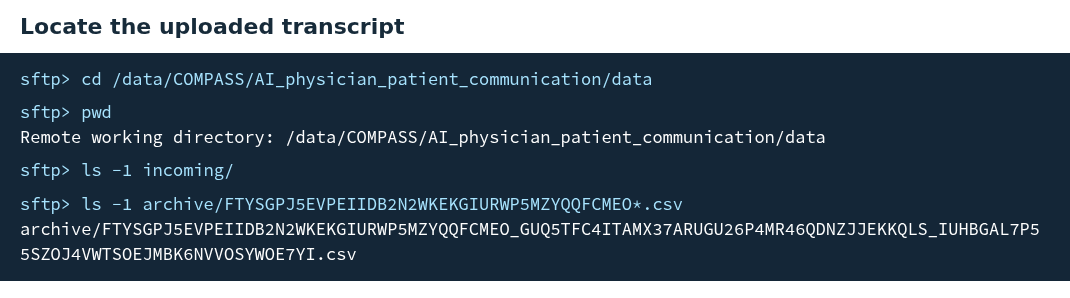 Locate the uploaded transcript
sftp> cd /data/COMPASS/AI_physician_patient_communication/data
sftp> pwd
Remote working directory: /data/COMPASS/AI_physician_patient_communication/data
sftp> ls -1 incoming/
sftp> ls -1 archive/FTYSGPJ5EVPEIIDB2N2WKEKGIURWP5MZYQQFCMEO*.csv
archive/FTYSGPJ5EVPEIIDB2N2WKEKGIURWP5MZYQQFCMEO_GUQ5TFC4ITAMX37ARUGU26P4MR46QDNZJJEKKQLS_IUHBGAL7P5
5SZOJ4VWTSOEJMBK6NVVOSYWOE7YI.csv